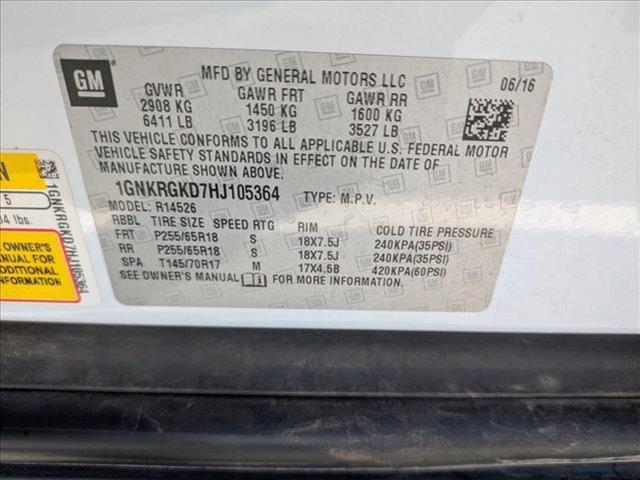 GM
MFD BY GENERAL MOTORS LLC
06/16
GVWR GAWR FRT GAWR RR
2908 KG 1450 KG 1600 KG
6411 LB 3196 LB 3527 LB
THIS VEHICLE CONFORMS TO ALL APPLICABLE U.S. FEDERAL MOTOR
VEHICLE SAFETY STANDARDS IN EFFECT ON THE DATE OF
MANUFACTURE SHOWN ABOVE.
1GNKRGKD7HJ105364 TYPE: M.P.V.
MODEL: R14526
RBBL TIRE SIZE SPEED RTG RIM COLD TIRE PRESSURE
FRT P255/65R18 S 18X7.5J 240KPA(35PSI)
RR P255/65R18 S 18X7.5J 240KPA(35PSI)
SPA T145/70R17 M 17X4.5B 420KPA(60PSI)
SEE OWNER'S MANUAL FOR MORE INFORMATION.
N
5
4 lbs.
OWNER'S
MANUAL FOR
ADDITIONAL
INFORMATION
1GNKRGKD7HJ105364